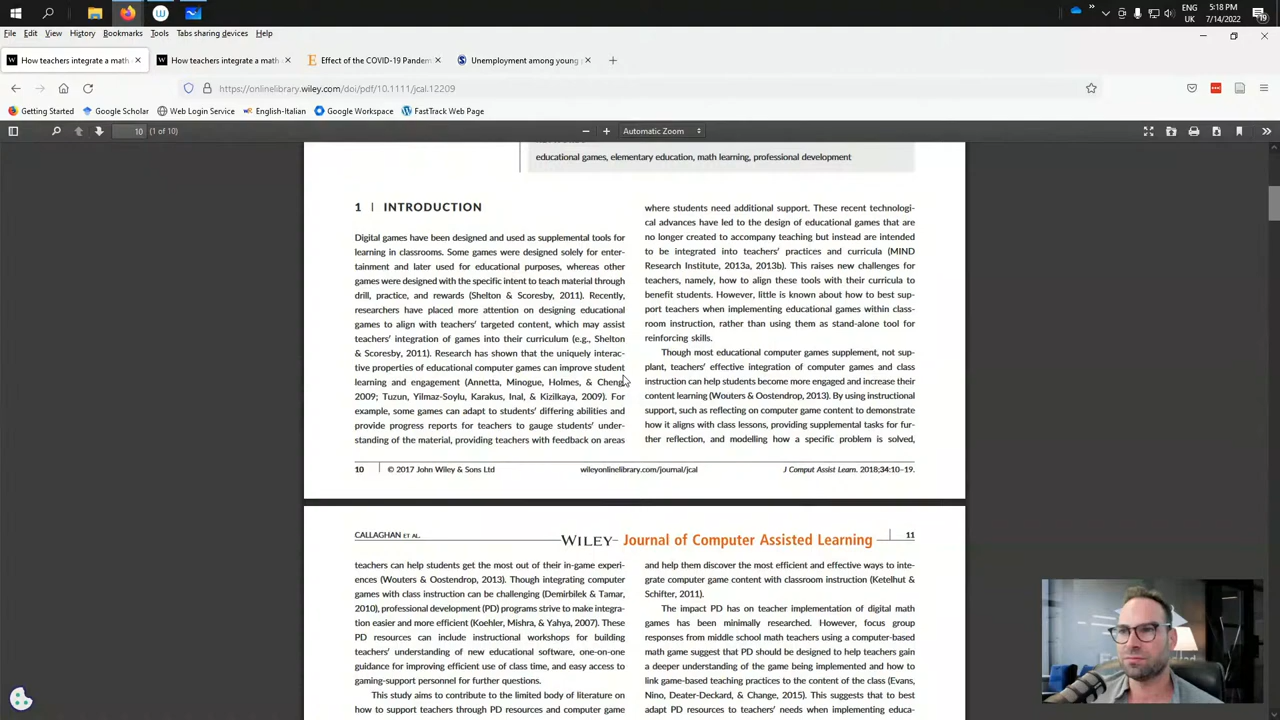 ENG
UK
5:18 PM
7/14/2022
19
File Edit View History Bookmarks Tools Tabs sharing devices Help
How teachers integrate a math
How teachers integrate a math
Effect of the COVID-19 Pandem
Unemployment among young
https://onlinelibrary.wiley.com/doi/pdf/10.1111/jcal.12209
Getting Started Google Scholar Web Login Service English-Italian Google Workspace FastTrack Web Page
10 (1 of 10)
Automatic Zoom
educational games, elementary education, math learning, professional development
1 | INTRODUCTION
Digital games have been designed and used as supplemental tools for
learning in classrooms. Some games were designed solely for enter-
tainment and later used for educational purposes, whereas other
games were designed with the specific intent to teach material through
drill, practice, and rewards (Shelton & Scoresby, 2011). Recently,
researchers have placed more attention on designing educational
games to align with teachers' targeted content, which may assist
teachers' integration of games into their curriculum (e.g., Shelton
& Scoresby, 2011). Research has shown that the uniquely interac-
tive properties of educational computer games can improve student
learning and engagement (Annetta, Minogue, Holmes, & Cheng,
2009; Tuzun, Yilmaz-Soylu, Karakus, Inal, & Kizilkaya, 2009). For
example, some games can adapt to students' differing abilities and
provide progress reports for teachers to gauge students' under-
standing of the material, providing teachers with feedback on areas
where students need additional support. These recent technologi-
cal advances have led to the design of educational games that are
no longer created to accompany teaching but instead are intended
to be integrated into teachers' practices and curricula (MIND
Research Institute, 2013a, 2013b). This raises new challenges for
teachers, namely, how to align these tools with their curricula to
benefit students. However, little is known about how to best sup-
port teachers when implementing educational games within class-
room instruction, rather than using them as stand-alone tool for
reinforcing skills.
Though most educational computer games supplement, not sup-
plant, teachers' effective integration of computer games and class
instruction can help students become more engaged and increase their
content learning (Wouters & Oostendrop, 2013). By using instructional
support, such as reflecting on computer game content to demonstrate
how it aligns with class lessons, providing supplemental tasks for fur-
ther reflection, and modelling how a specific problem is solved,
10 | © 2017 John Wiley & Sons Ltd
wileyonlinelibrary.com/journal/jcal
J Comput Assist Learn. 2018;34:10–19.
CALLAGHAN ET AL.
WILEY Journal of Computer Assisted Learning
11
teachers can help students get the most out of their in-game experi-
ences (Wouters & Oostendrop, 2013). Though integrating computer
games with class instruction can be challenging (Demirbilek & Tamar,
2010), professional development (PD) programs strive to make integra-
tion easier and more efficient (Koehler, Mishra, & Yahya, 2007). These
PD resources can include instructional workshops for building
teachers' understanding of new educational software, one-on-one
guidance for improving efficient use of class time, and easy access to
gaming-support personnel for further questions.
This study aims to contribute to the limited body of literature on
how to support teachers through PD resources and computer game
and help them discover the most efficient and effective ways to inte-
grate computer game content with classroom instruction (Ketelhut &
Schifter, 2011).
The impact PD has on teacher implementation of digital math
games has been minimally researched. However, focus group
responses from middle school math teachers using a computer-based
math game suggest that PD should be designed to help teachers gain
a deeper understanding of the game being implemented and how to
link game-based teaching practices to the content of the class (Evans,
Nino, Deater-Deckard, & Change, 2015). This suggests that to best
adapt PD resources to teachers' needs when implementing educa-